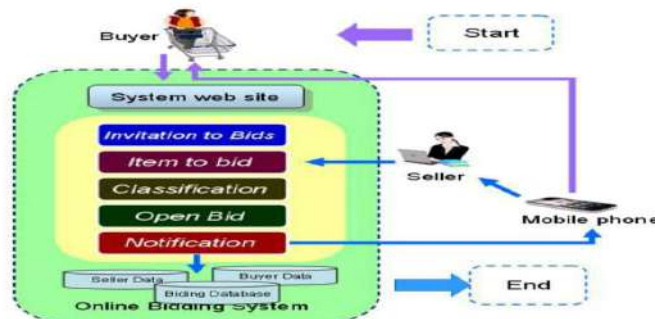 Buyer
Start
System web site
Invitation to Bids
Item to bid
Classification
Open Bid
Notification
Seller
Mobile phone
Seller Data
Buyer Data
Biding Database
Online Bidding System
End